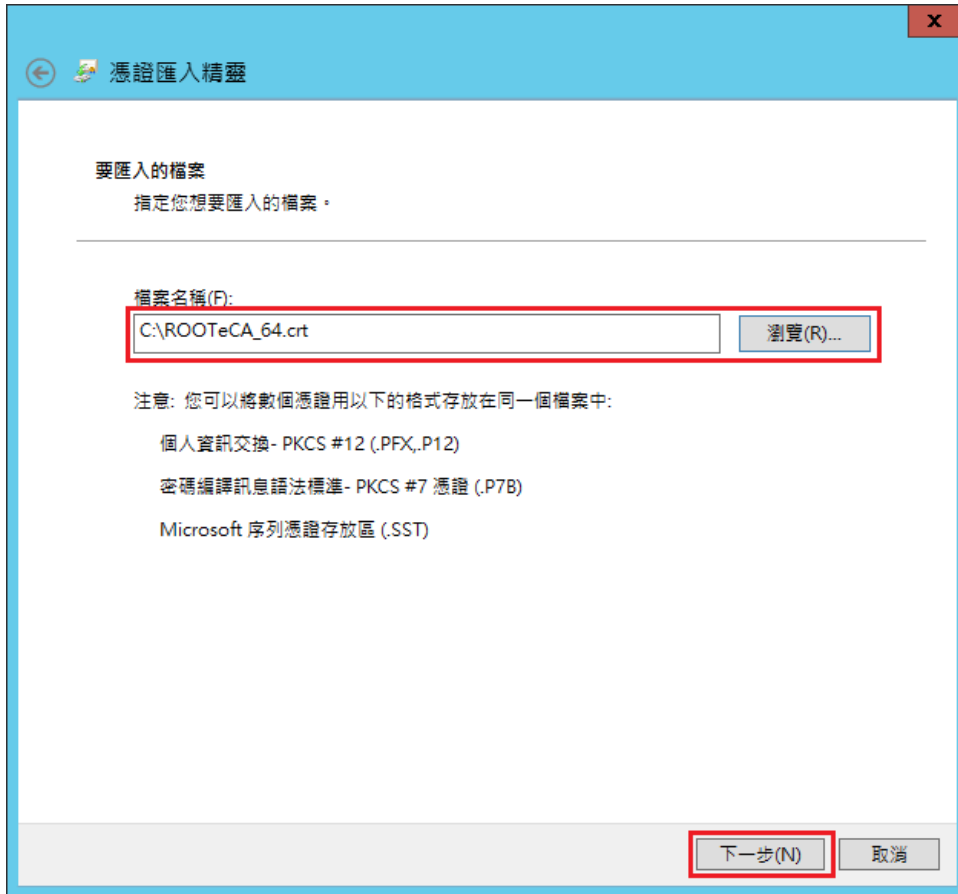 X
憑證匯入精靈
要匯入的檔案
指定您想要匯入的檔案。
檔案名稱(F):
C:\ROOTeCA_64.crt
瀏覽(R)...
注意: 您可以將數個憑證用以下的格式存放在同一個檔案中:
個人資訊交換- PKCS #12 (.PFX,.P12)
密碼編譯訊息語法標準- PKCS #7 憑證 (.P7B)
Microsoft 序列憑證存放區 (.SST)
下一步(N)
取消